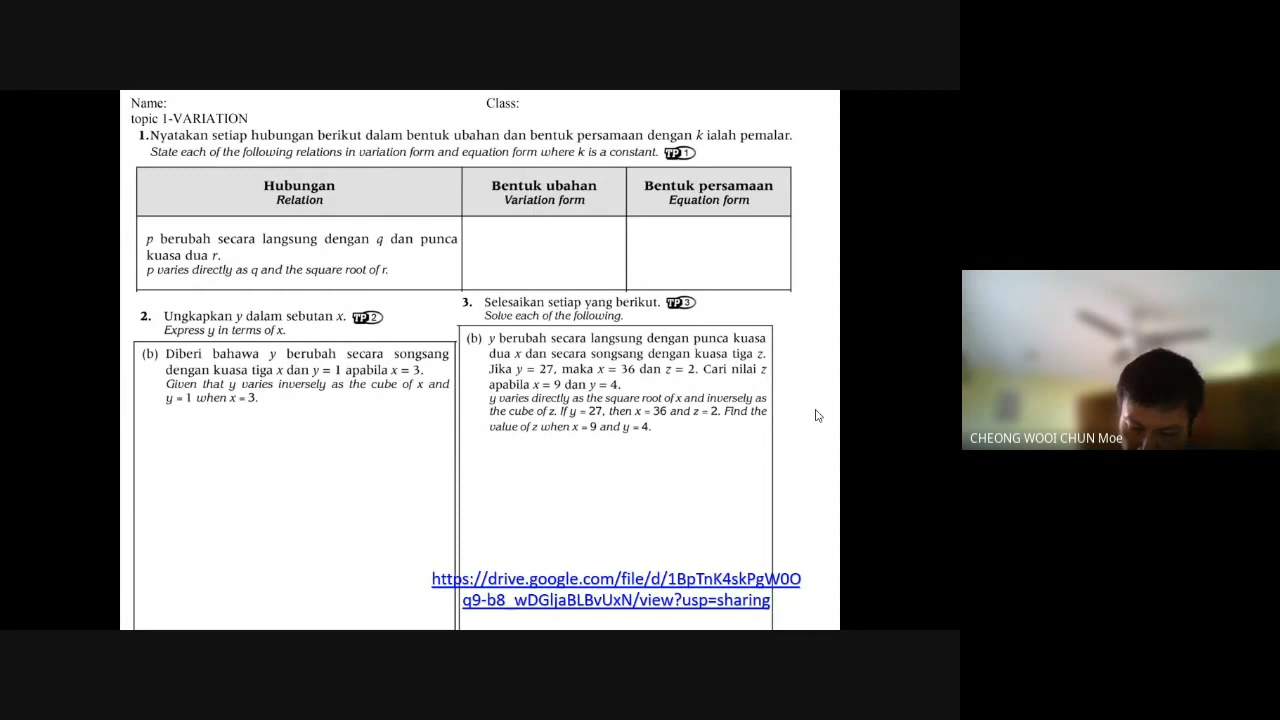 Name: Class:
topic 1-VARIATION
1. Nyatakan setiap hubungan berikut dalam bentuk ubahan dan bentuk persamaan dengan k ialah pemalar.
State each of the following relations in variation form and equation form where k is a constant. TP 1
Hubungan
Relation
Bentuk ubahan
Variation form
Bentuk persamaan
Equation form
p berubah secara langsung dengan q dan punca
kuasa dua r.
p varies directly as q and the square root of r.
2. Ungkapkan y dalam sebutan x. TP 2
Express y in terms of x.
(b) Diberi bahawa y berubah secara songsang
dengan kuasa tiga x dan y = 1 apabila x = 3.
Given that y varies inversely as the cube of x and
y = 1 when x = 3.
3. Selesaikan setiap yang berikut. TP 3
Solve each of the following.
(b) y berubah secara langsung dengan punca kuasa
dua x dan secara songsang dengan kuasa tiga z.
Jika y = 27, maka x = 36 dan z = 2. Cari nilai z
apabila x = 9 dan y = 4.
y varies directly as the square root of x and inversely as
the cube of z. If y = 27, then x = 36 and z = 2. Find the
value of z when x = 9 and y = 4.
https://drive.google.com/file/d/1BpTnK4skPgW0O
q9-b8_wDGljaBLBvUxN/view?usp=sharing
CHEONG WOOI CHUN Moe